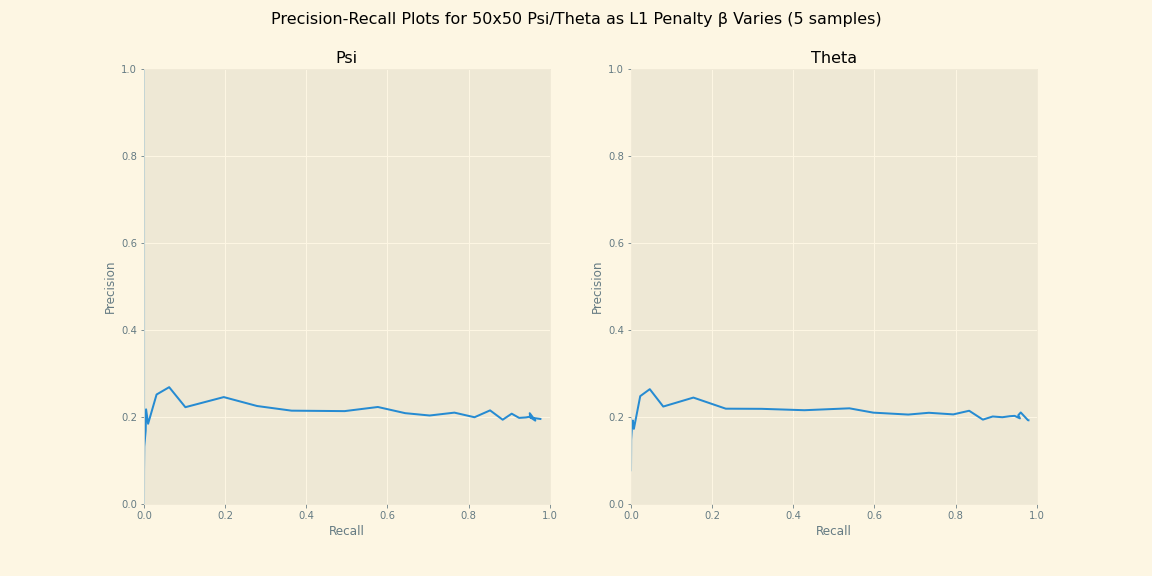 Precision-Recall Plots for 50x50 Psi/Theta as L1 Penalty β Varies (5 samples)
Psi
1.0
0.8
0.6
0.4
0.2
0.0
Precision
0.0 0.2 0.4 0.6 0.8 1.0
Recall
Theta
1.0
0.8
0.6
0.4
0.2
0.0
Precision
0.0 0.2 0.4 0.6 0.8 1.0
Recall